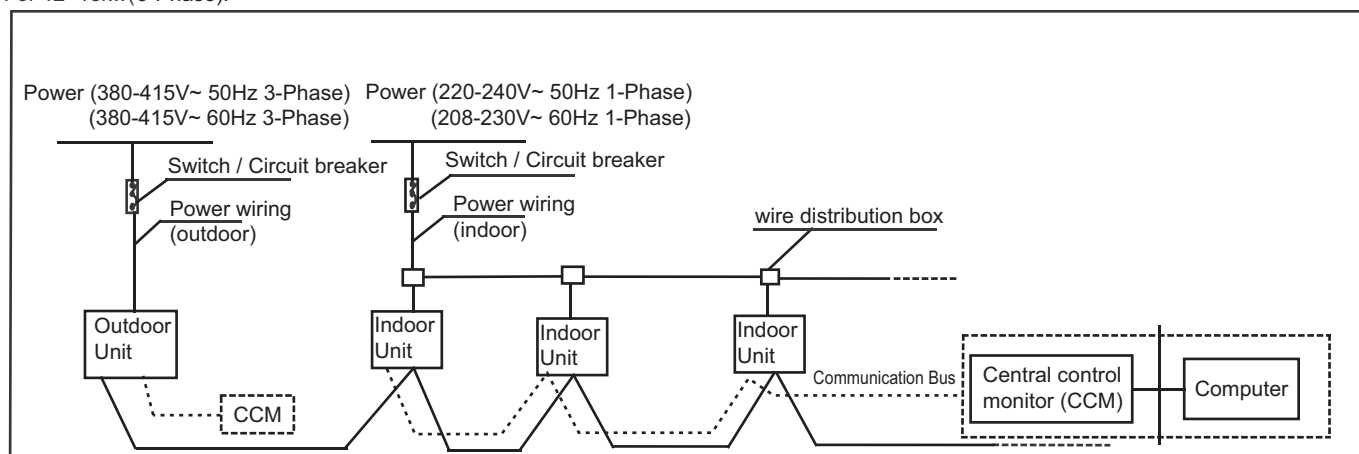 Power (380-415V~ 50Hz 3-Phase)
(380-415V~ 60Hz 3-Phase)
Power (220-240V~ 50Hz 1-Phase)
(208-230V~ 60Hz 1-Phase)
Switch / Circuit breaker
Switch / Circuit breaker
Power wiring
(outdoor)
Power wiring
(indoor)
wire distribution box
Outdoor
Unit
Indoor
Unit
Indoor
Unit
Indoor
Unit
Communication Bus
Central control
monitor (CCM)
Computer
CCM